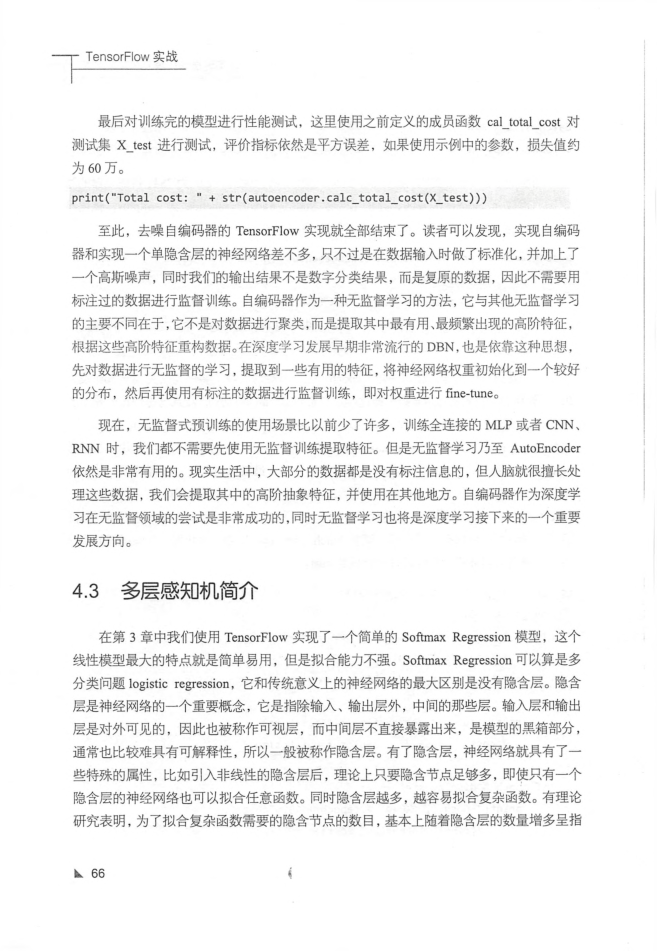 TensorFlow 实战
最后对训练完的模型进行性能测试，这里使用之前定义的成员函数 cal_total_cost 对
测试集 X_test 进行测试，评价指标依然是平方误差，如果使用示例中的参数，损失值约
为 60 万。
print("Total cost: " + str(autoencoder.calc_total_cost(X_test)))
至此，去噪自编码器的 TensorFlow 实现就全部结束了。读者可以发现，实现自编码
器和实现一个单隐含层的神经网络差不多，只不过是在数据输入时做了标准化，并加上了
一个高斯噪声，同时我们的输出结果不是数字分类结果，而是复原的数据，因此不需要用
标注过的数据进行监督训练。自编码器作为一种无监督学习的方法，它与其他无监督学习
的主要不同在于，它不是对数据进行聚类，而是提取其中最有用、最频繁出现的高阶特征，
根据这些高阶特征重构数据。在深度学习发展早期非常流行的 DBN，也是依靠这种思想，
先对数据进行无监督的学习，提取到一些有用的特征，将神经网络权重初始化到一个较好
的分布，然后再使用有标注的数据进行监督训练，即对权重进行 fine-tune。
现在，无监督式预训练的使用场景比以前少了许多，训练全连接的 MLP 或者 CNN、
RNN 时，我们都不需要先使用无监督训练提取特征。但是无监督学习乃至 AutoEncoder
依然是非常有用的。现实生活中，大部分的数据都是没有标注信息的，但人脑就很擅长处
理这些数据，我们会提取其中的高阶抽象特征，并使用在其他地方。自编码器作为深度学
习在无监督领域的尝试是非常成功的，同时无监督学习也将是深度学习接下来的一个重要
发展方向。
4.3 多层感知机简介
在第 3 章中我们使用 TensorFlow 实现了一个简单的 Softmax Regression 模型，这个
线性模型最大的特点就是简单易用，但是拟合能力不强。Softmax Regression 可以算是多
分类问题 logistic regression，它和传统意义上的神经网络的最大区别是没有隐含层。隐含
层是神经网络的一个重要概念，它是指除输入、输出层外，中间的那些层。输入层和输出
层是对外可见的，因此也被称作可视层，而中间层不直接暴露出来，是模型的黑箱部分，
通常也比较难具有可解释性，所以一般被称作隐含层。有了隐含层，神经网络就具有了一
些特殊的属性，比如引入非线性的隐含层后，理论上只要隐含节点足够多，即使只有一个
隐含层的神经网络也可以拟合任意函数。同时隐含层越多，越容易拟合复杂函数。有理论
研究表明，为了拟合复杂函数需要的隐含节点的数目，基本上随着隐含层的数量增多呈指
66